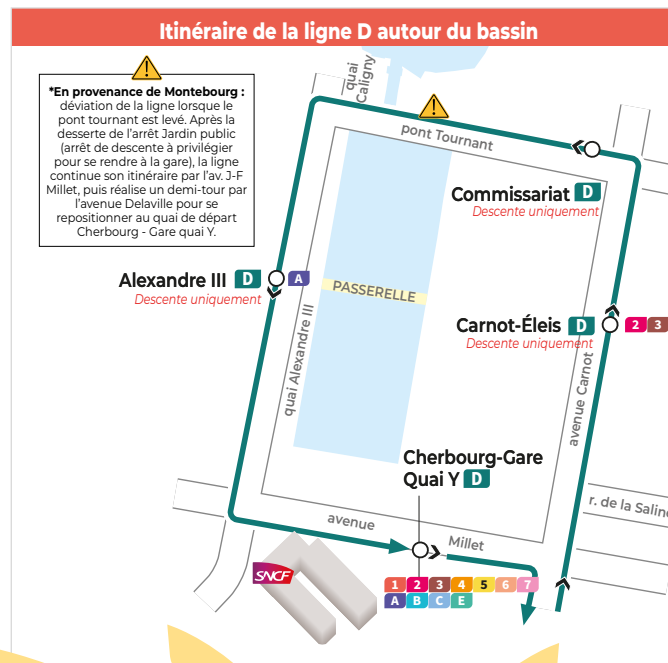 Itinéraire de la ligne D autour du bassin
*En provenance de Montebourg :
déviation de la ligne lorsque le
pont tournant est levé. Après la
desserte de l'arrêt Jardin public
(arrêt de descente à privilégier
pour se rendre à la gare), la ligne
continue son itinéraire par l'av. J-F
Millet, puis réalise un demi-tour par
l'avenue Delaville pour se
repositionner au quai de départ
Cherbourg - Gare quai Y.
quai
Caligny
pont Tournant
Commissariat D
Descente uniquement
Alexandre III D A
Descente uniquement
PASSERELLE
quai Alexandre III
Carnot-Éleis D 2 3
Descente uniquement
avenue Carnot
Cherbourg-Gare
Quai Y D
r. de la Saline
avenue Millet
SNCF
1 2 3 4 5 6 7
A B C E